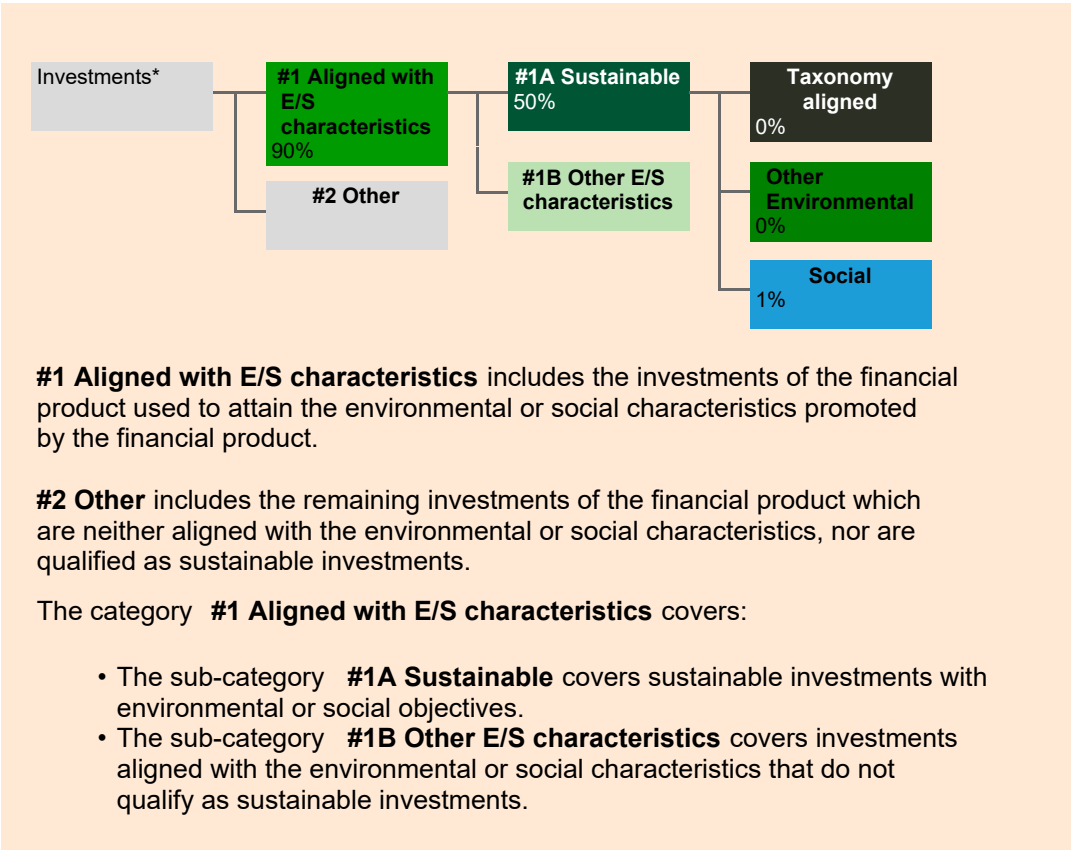 Investments*
#1 Aligned with
E/S
characteristics
90%
#2 Other
#1A Sustainable
50%
#1B Other E/S
characteristics
Taxonomy
aligned
0%
Other
Environmental
0%
Social
1%
#1 Aligned with E/S characteristics includes the investments of the financial
product used to attain the environmental or social characteristics promoted
by the financial product.
#2 Other includes the remaining investments of the financial product which
are neither aligned with the environmental or social characteristics, nor are
qualified as sustainable investments.
The category #1 Aligned with E/S characteristics covers:
• The sub-category #1A Sustainable covers sustainable investments with
environmental or social objectives.
• The sub-category #1B Other E/S characteristics covers investments
aligned with the environmental or social characteristics that do not
qualify as sustainable investments.